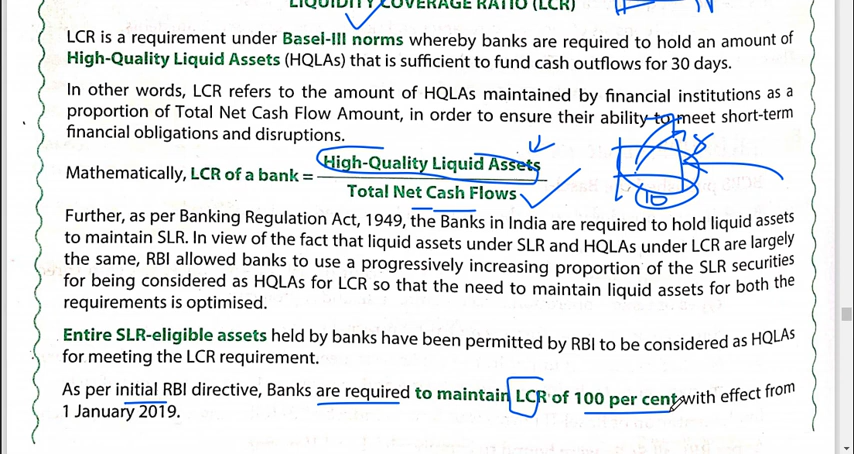 LIQUIDITY COVERAGE RATIO (LCR)
LCR is a requirement under Basel-III norms whereby banks are required to hold an amount of
High-Quality Liquid Assets (HQLAs) that is sufficient to fund cash outflows for 30 days.
In other words, LCR refers to the amount of HQLAs maintained by financial institutions as a
proportion of Total Net Cash Flow Amount, in order to ensure their ability to meet short-term
financial obligations and disruptions.
Mathematically, LCR of a bank = High-Quality Liquid Assets
Total Net Cash Flows
10
Further, as per Banking Regulation Act, 1949, the Banks in India are required to hold liquid assets
to maintain SLR. In view of the fact that liquid assets under SLR and HQLAs under LCR are largely
the same, RBI allowed banks to use a progressively increasing proportion of the SLR securities
for being considered as HQLAs for LCR so that the need to maintain liquid assets for both the
requirements is optimised.
Entire SLR-eligible assets held by banks have been permitted by RBI to be considered as HQLAs
for meeting the LCR requirement.
As per initial RBI directive, Banks are required to maintain LCR of 100 per cent with effect from
1 January 2019.